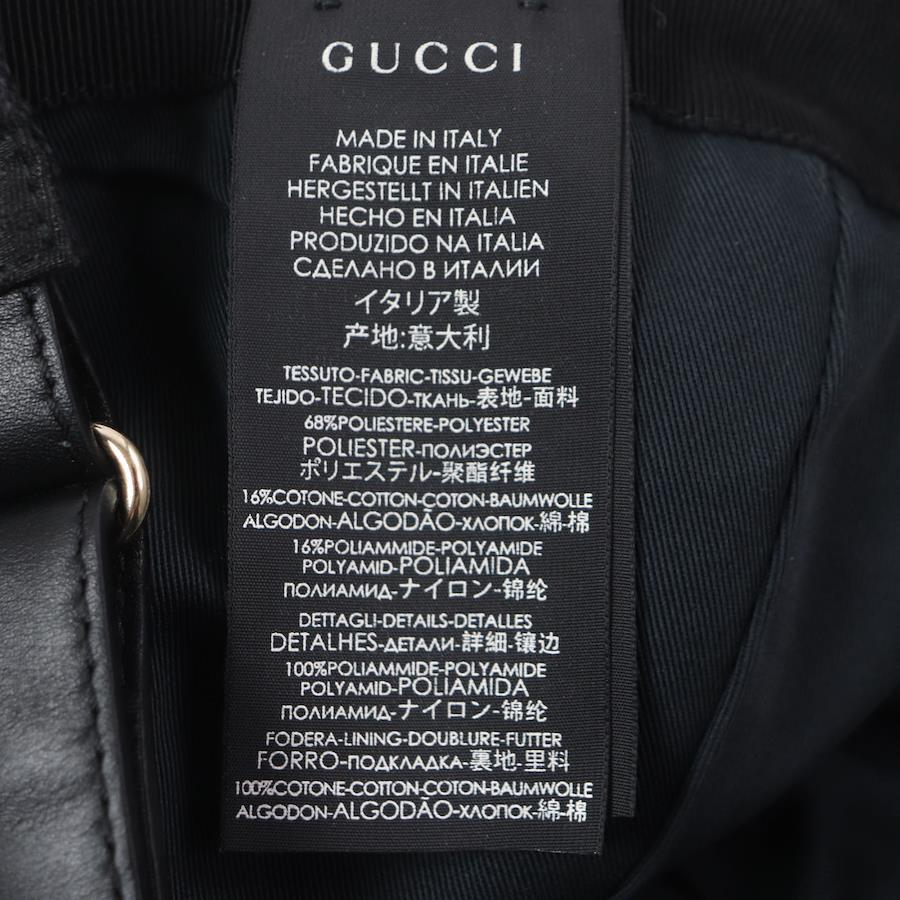 GUCCI
MADE IN ITALY
FABRIQUE EN ITALIE
HERGESTELLT IN ITALIEN
HECHO EN ITALIA
PRODUZIDO NA ITALIA
СДЕЛАНО В ИТАЛИИ
イタリア製
产地:意大利
TESSUTO-FABRIC-TISSU-GEWEBE
TEJIDO-TECIDO-ТКАНЬ-表地-面料
68%POLIESTERE-POLYESTER
POLIESTER-ПОЛИЭСТЕР
ポリエステル-聚酯纤维
16%COTONE-COTTON-COTON-BAUMWOLLE
ALGODON-ALGODÃO-ХЛОПОК-綿-棉
16%POLIAMMIDE-POLYAMIDE
POLYAMID-POLIAMIDA
ПОЛИАМИД-ナイロン-锦纶
DETTAGLI-DETAILS-DETALLES
DETALHES-ДЕТАЛИ-詳細-镶边
100%POLIAMMIDE-POLYAMIDE
POLYAMID-POLIAMIDA
ПОЛИАМИД-ナイロン-锦纶
FODERA-LINING-DOUBLURE-FUTTER
FORRO-ПОДКЛАДКА-裏地-里料
100%COTONE-COTTON-COTON-BAUMWOLLE
ALGODON-ALGODÃO-ХЛОПОК-綿-棉